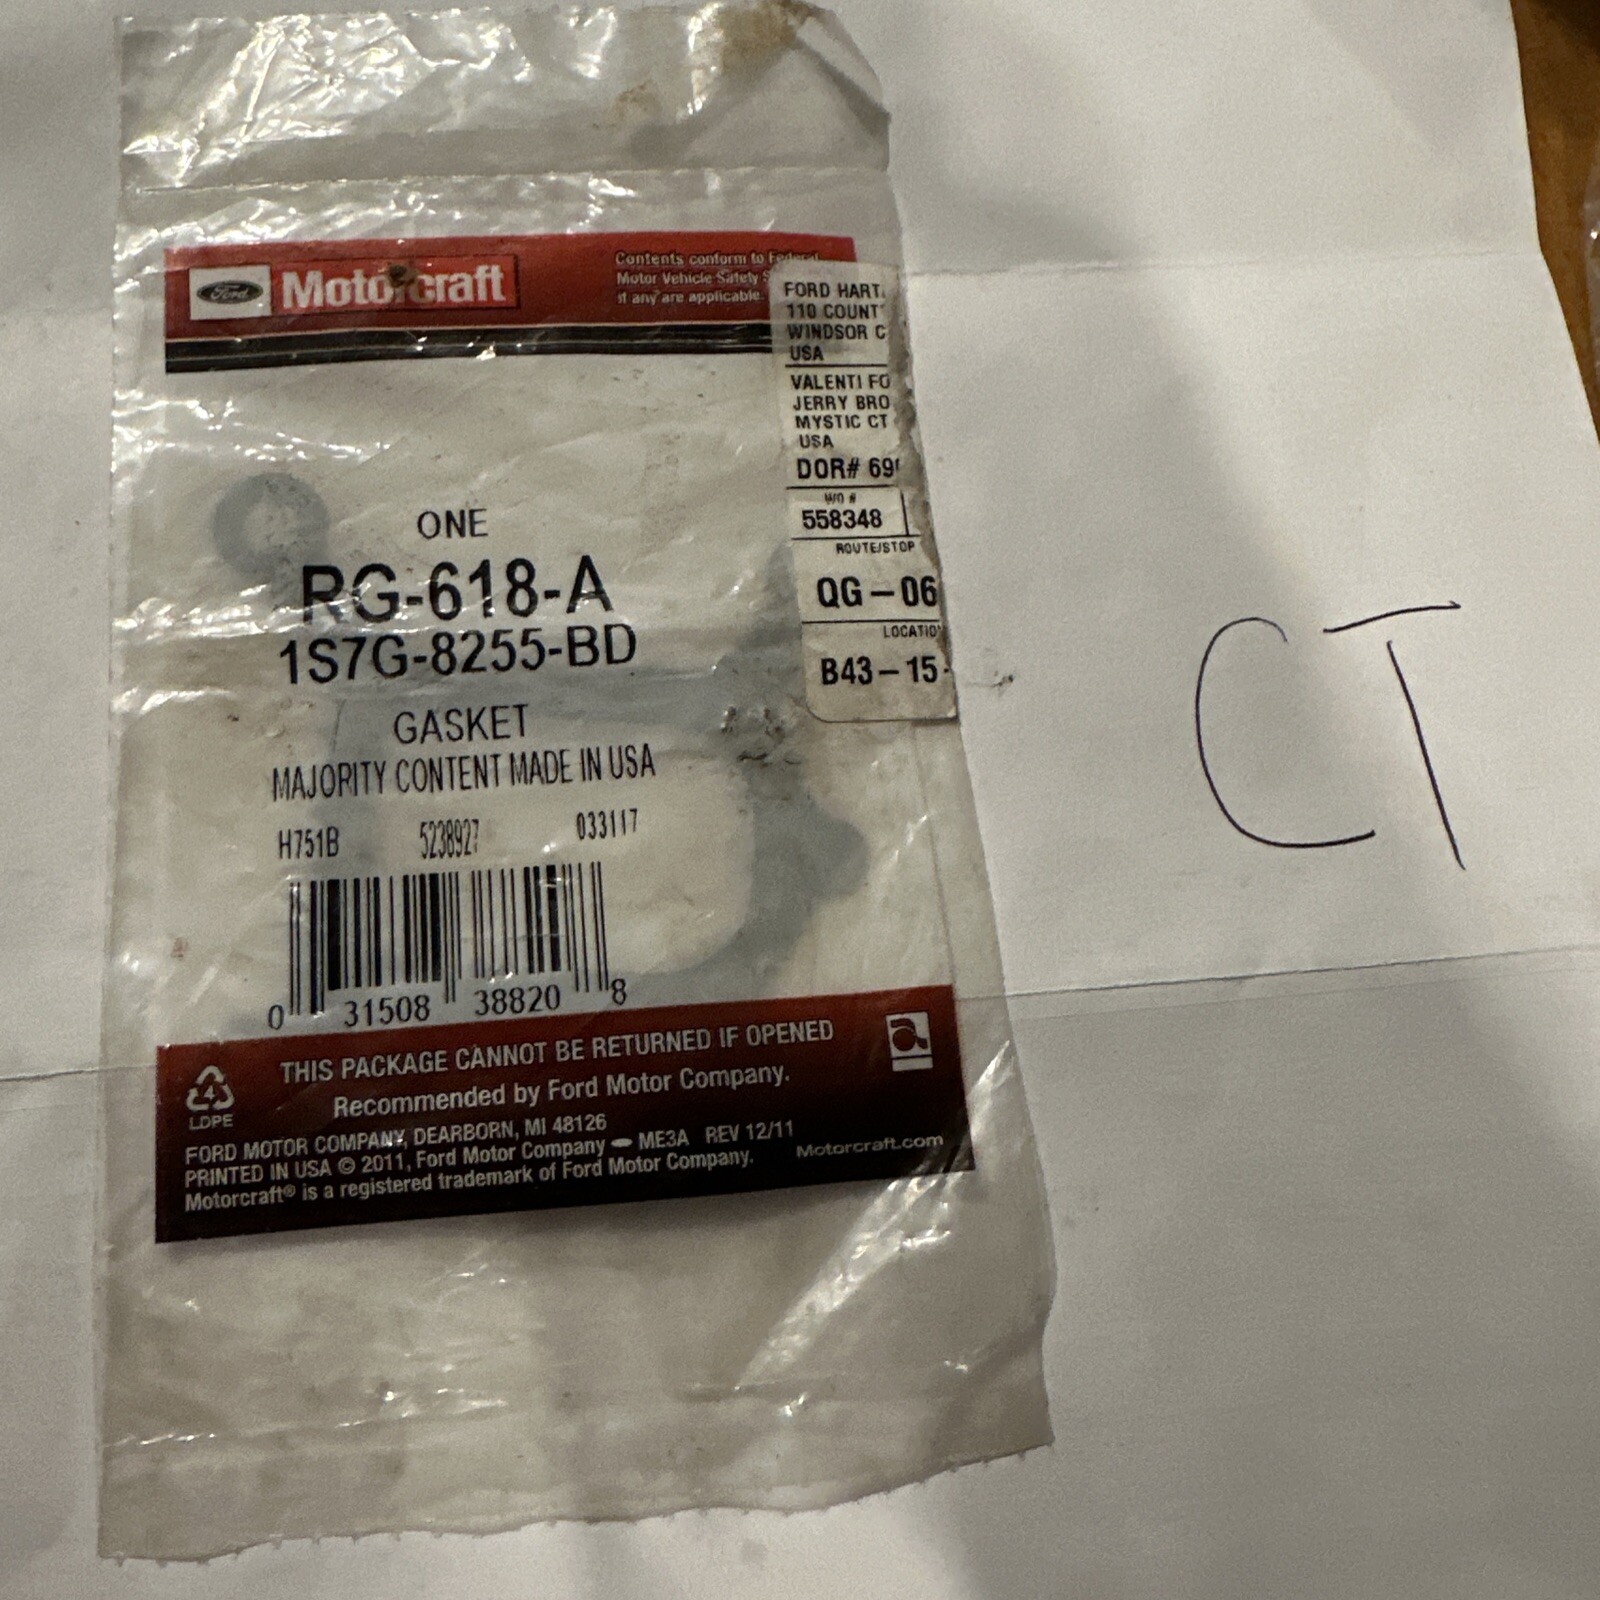 Ford Motorcraft
Contents conform to Federal
Motor Vehicle Safety
if any are applicable.
FORD HART
110 COUNT
WINDSOR C
USA
VALENTI FO
JERRY BRO
MYSTIC CT
USA
DOR# 69
WO #
558348
ROUTE/STOP
QG-06
LOCATIO
B43-15-
ONE
RG-618-A
1S7G-8255-BD
GASKET
MAJORITY CONTENT MADE IN USA
H751B 5238927 033117
0 31508 38820 8
THIS PACKAGE CANNOT BE RETURNED IF OPENED
Recommended by Ford Motor Company.
4
LDPE
FORD MOTOR COMPANY, DEARBORN, MI 48126
PRINTED IN USA © 2011, Ford Motor Company — ME3A REV 12/11
Motorcraft® is a registered trademark of Ford Motor Company.
Motorcraft.com
CT